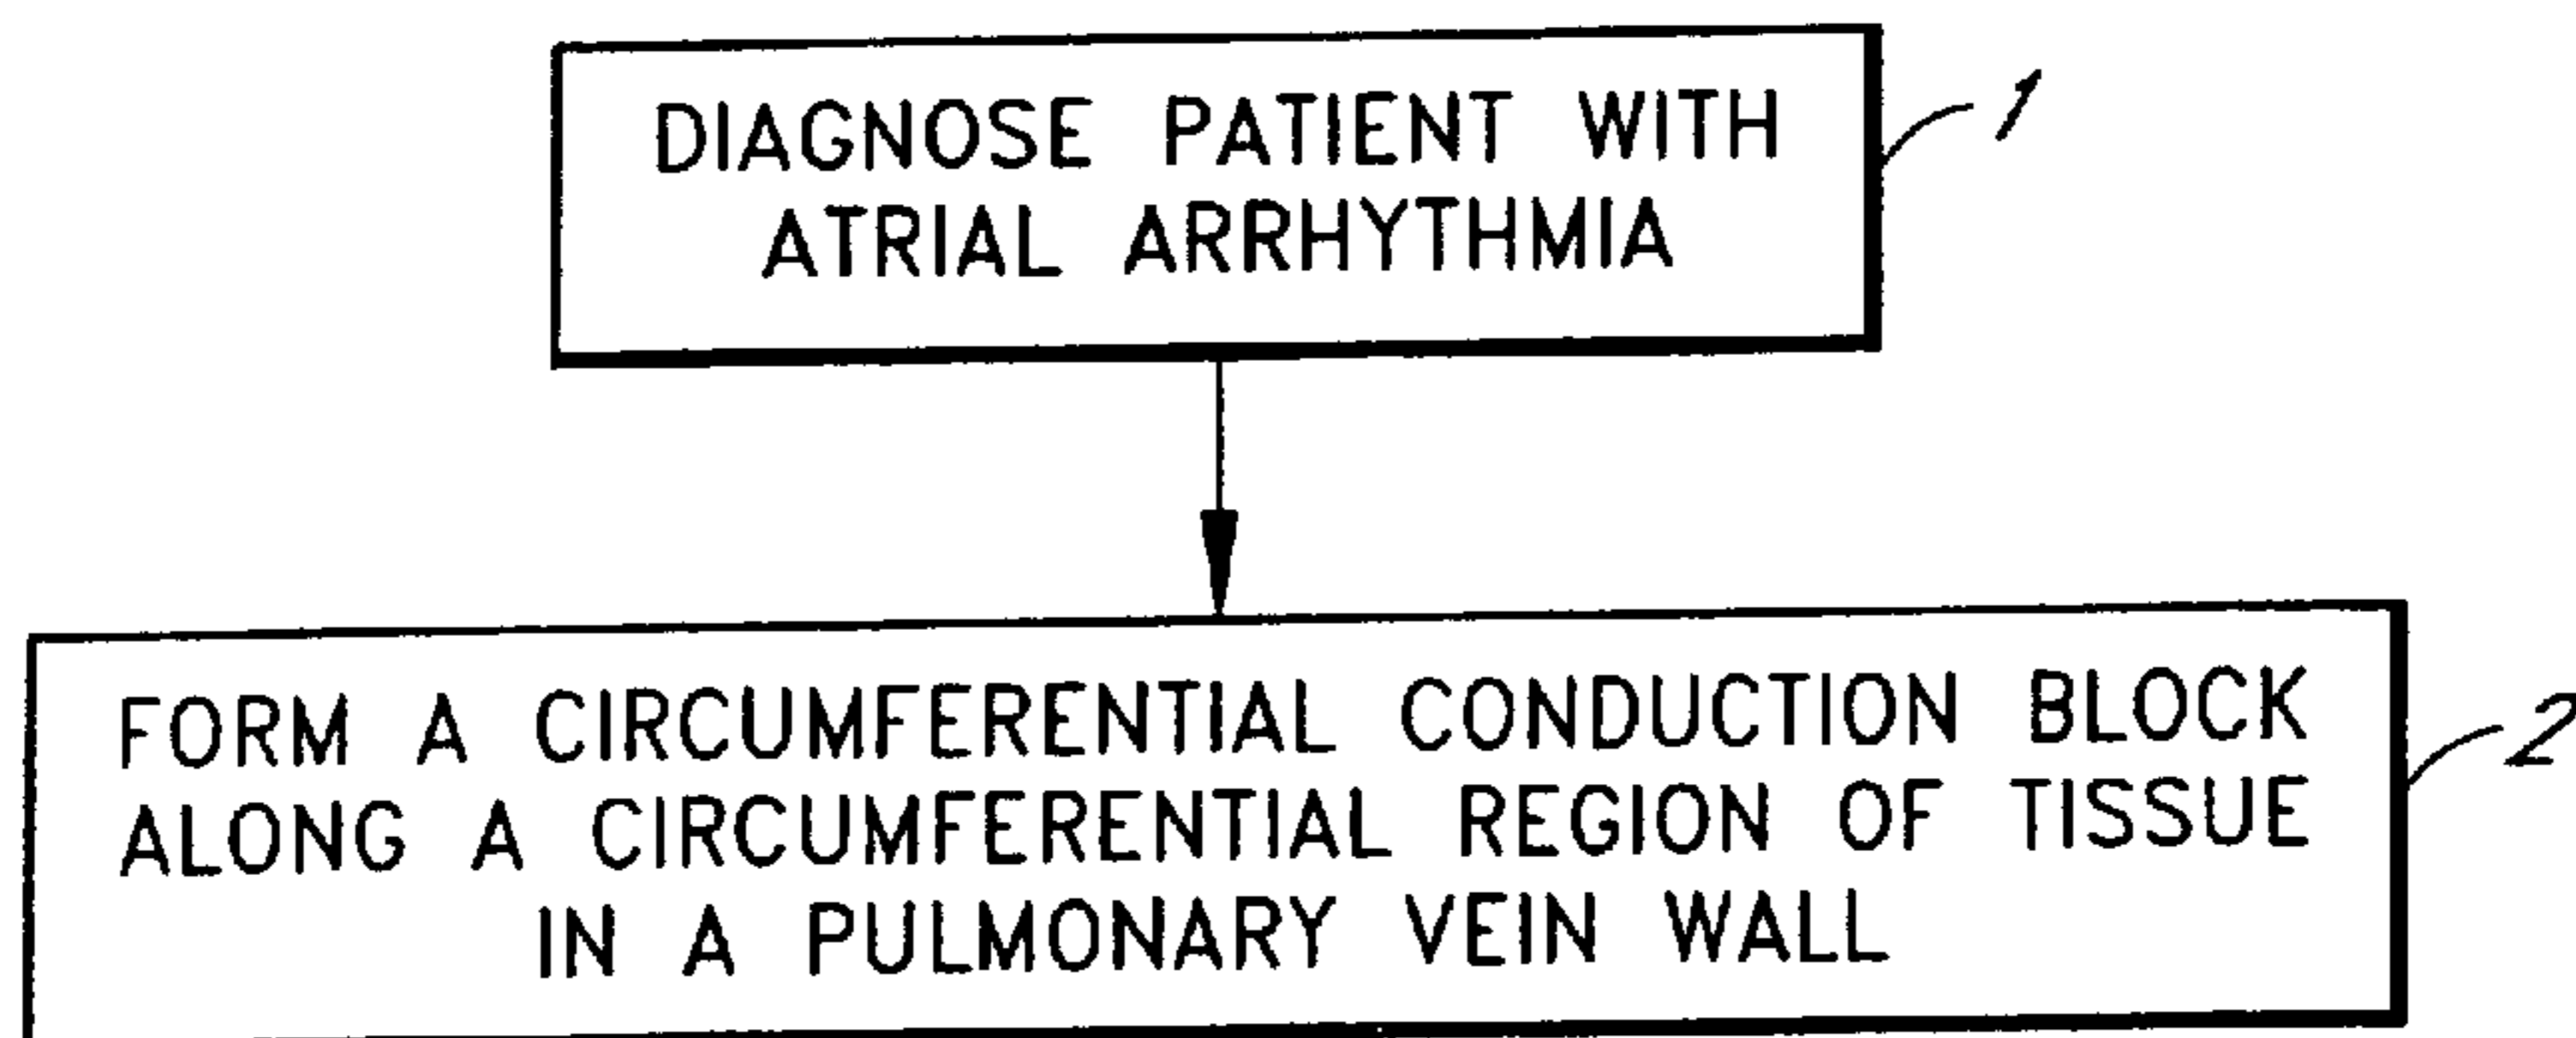 DIAGNOSE PATIENT WITH
ATRIAL ARRHYTHMIA
1
FORM A CIRCUMFERENTIAL CONDUCTION BLOCK
ALONG A CIRCUMFERENTIAL REGION OF TISSUE
IN A PULMONARY VEIN WALL
2